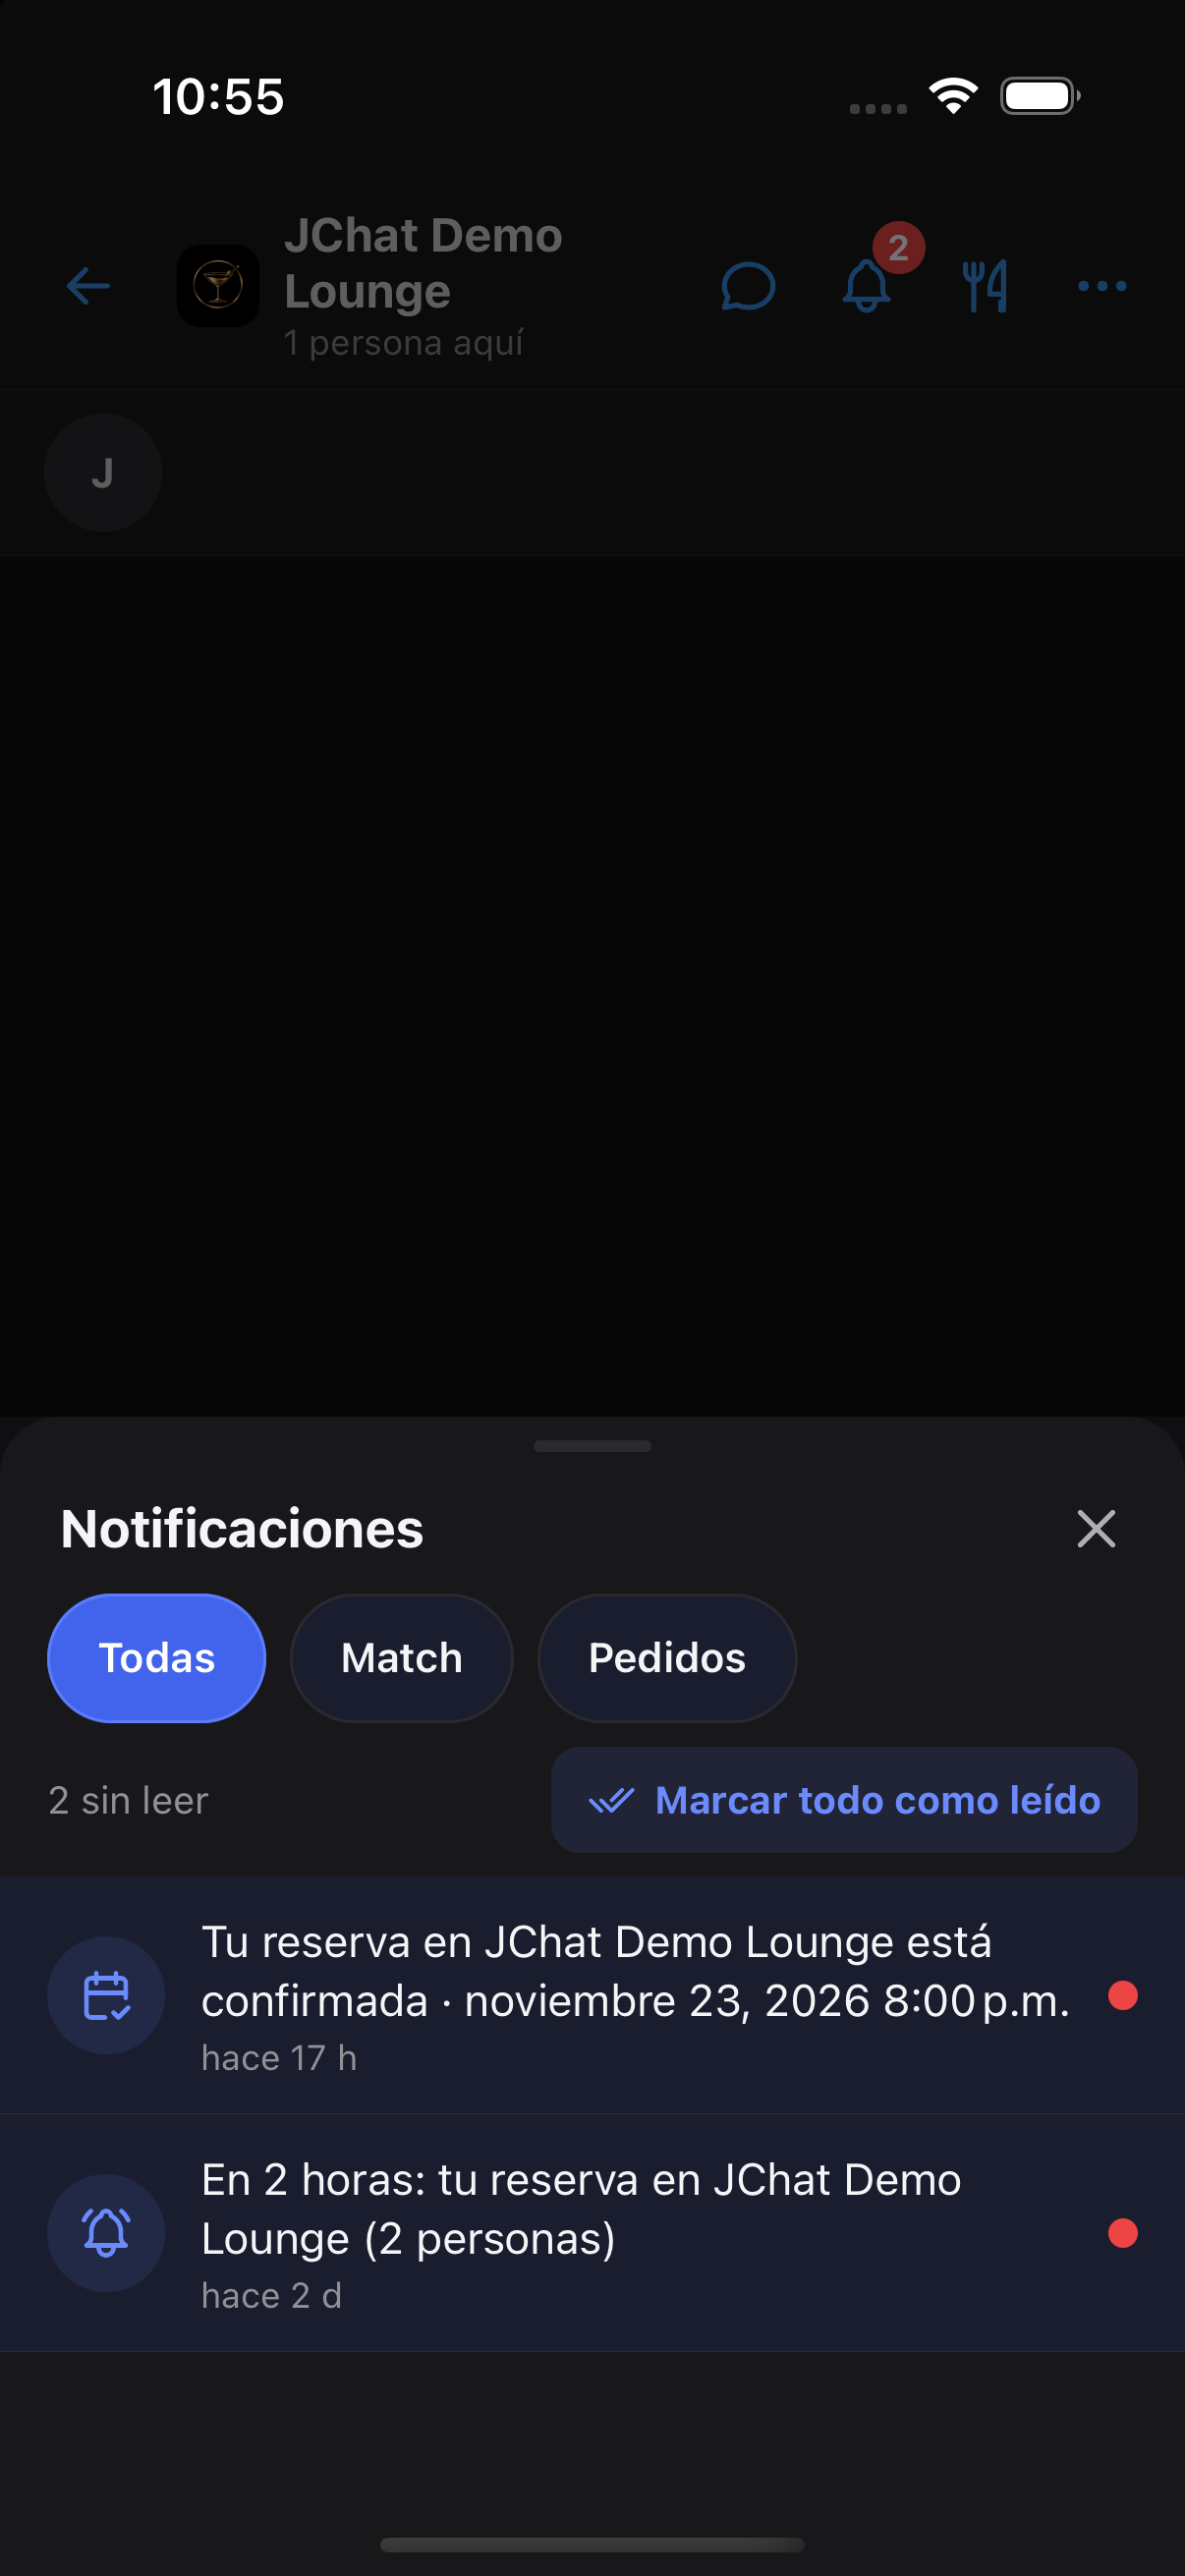 10:55
JChat Demo
Lounge
1 persona aquí
2
J
Notificaciones
Todas
Match
Pedidos
2 sin leer
Marcar todo como leído
Tu reserva en JChat Demo Lounge está
confirmada · noviembre 23, 2026 8:00 p.m.
hace 17 h
En 2 horas: tu reserva en JChat Demo
Lounge (2 personas)
hace 2 d